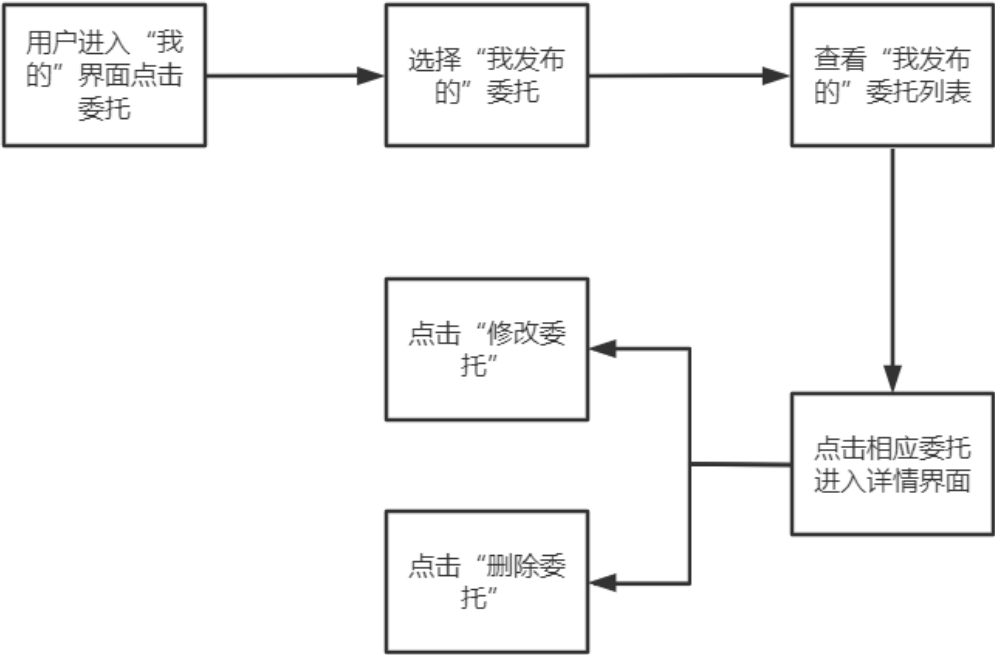 用户进入“我
的”界面点击
委托
选择“我发布
的”委托
查看“我发布
的”委托列表
点击“修改委
托”
点击相应委托
进入详情界面
点击“删除委
托”